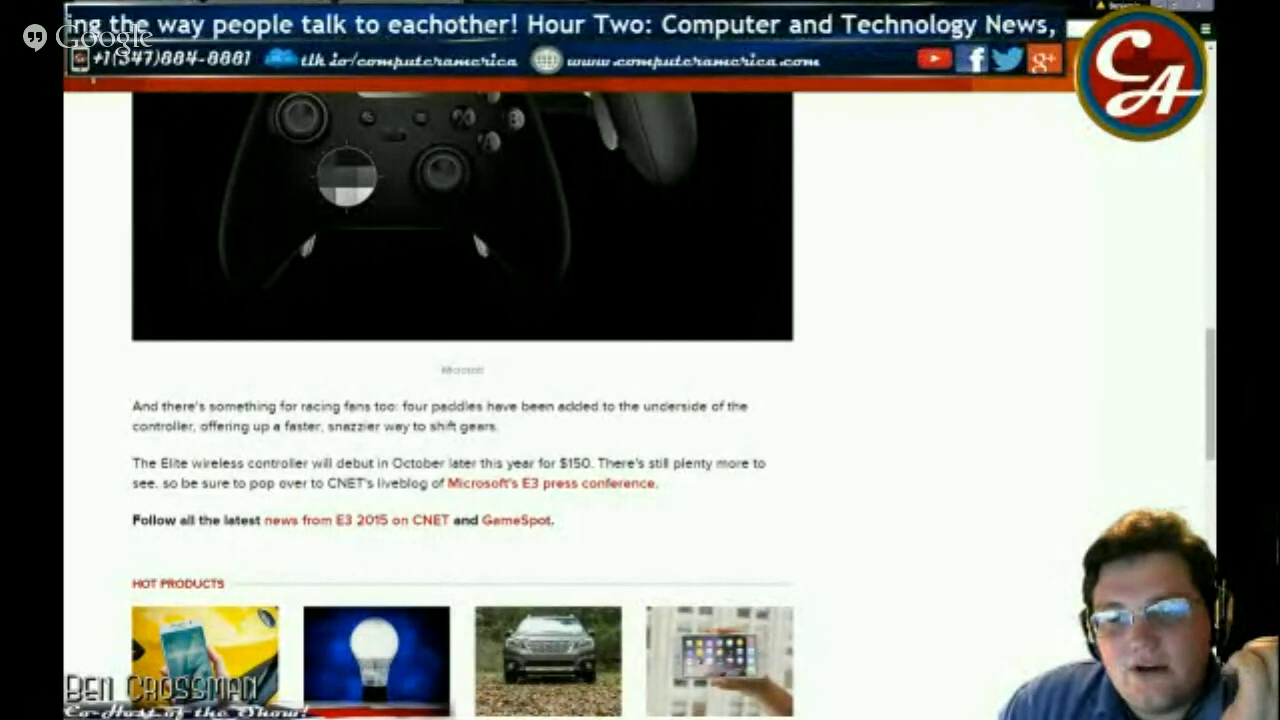 ing the way people talk to eachother! Hour Two: Computer and Technology News,
Google
+1(347)884-8881 tlk.io/computeramerica www.computeramerica.com
CA
Microsoft
And there's something for racing fans too: four paddles have been added to the underside of the
controller, offering up a faster, snazzier way to shift gears.
The Elite wireless controller will debut in October later this year for $150. There's still plenty more to
see, so be sure to pop over to CNET's liveblog of Microsoft's E3 press conference.
Follow all the latest news from E3 2015 on CNET and GameSpot.
HOT PRODUCTS
BEN CROSSMAN
Co-Host of the Show!